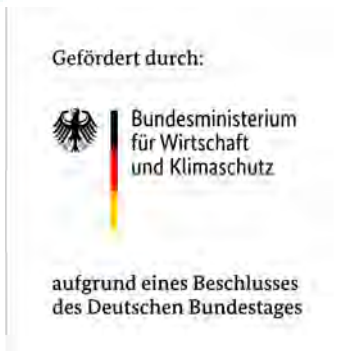 Gefördert durch:
Bundesministerium
für Wirtschaft
und Klimaschutz
aufgrund eines Beschlusses
des Deutschen Bundestages